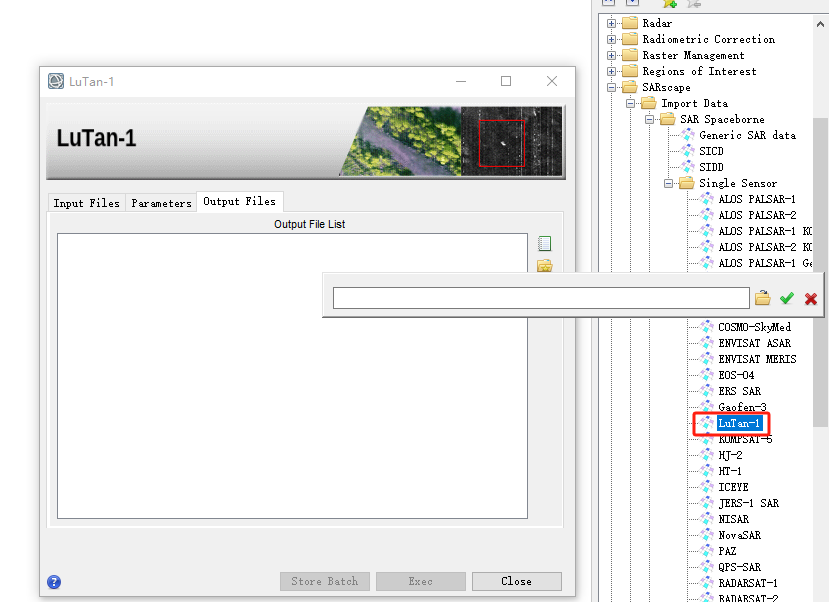 LuTan-1
LuTan-1
Input Files
Parameters
Output Files
Output File List
Store Batch
Exec
Close
Radar
Radiometric Correction
Raster Management
Regions of Interest
SARscape
Import Data
SAR Spaceborne
Generic SAR data
SICD
SIDD
Single Sensor
ALOS PALSAR-1
ALOS PALSAR-2
ALOS PALSAR-1 KC
ALOS PALSAR-2 KC
ALOS PALSAR-1 Ge
COSMO-SkyMed
ENVISAT ASAR
ENVISAT MERIS
EOS-04
ERS SAR
Gaofen-3
LuTan-1
KOMPSAT-5
HJ-2
HT-1
ICEYE
JERS-1 SAR
NISAR
NovaSAR
PAZ
QPS-SAR
RADARSAT-1
RADARSAT-2